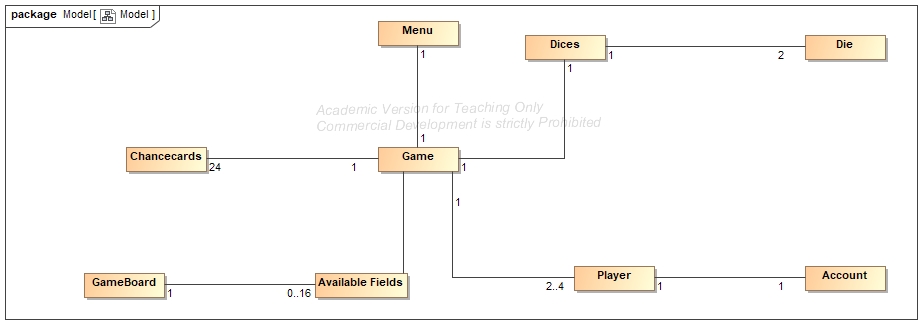 package Model [ Model ]
Menu
1
Dices
1
2
Die
1
Academic Version for Teaching Only
Commercial Development is strictly Prohibited
1
Chancecards
24
1
Game
1
1
GameBoard
1
0..16
Available Fields
2..4
Player
1
1
Account